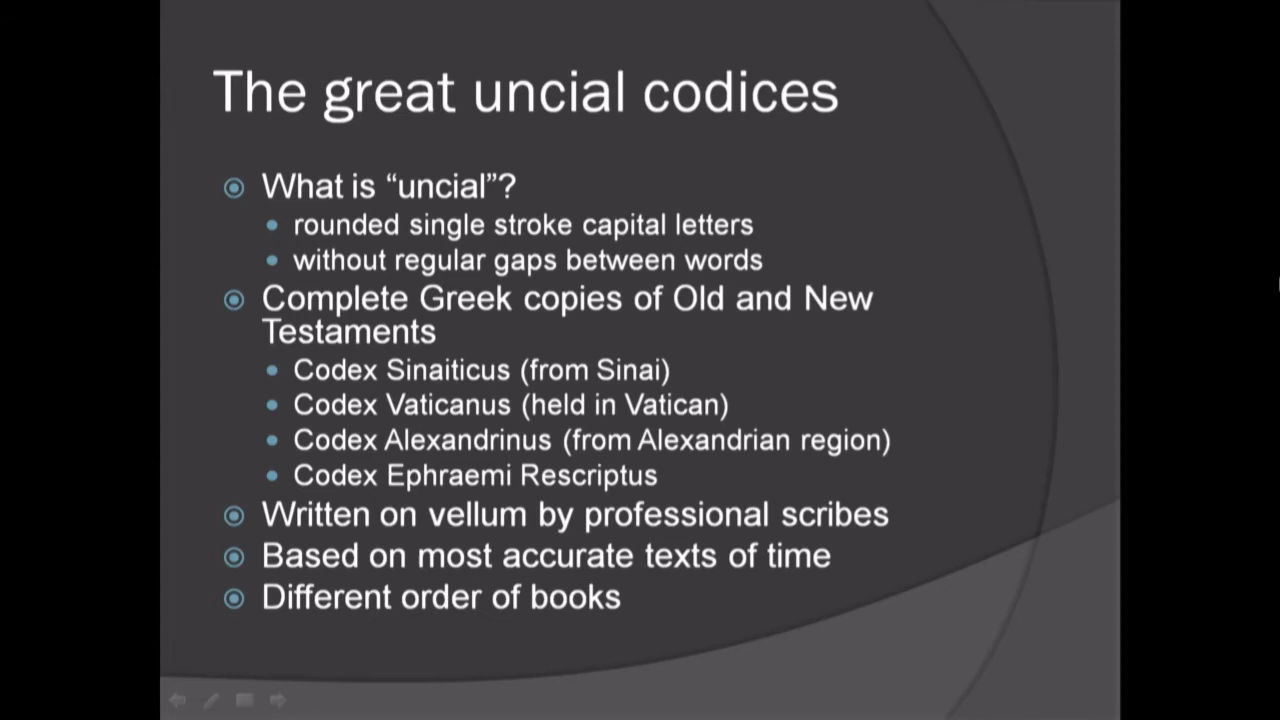 The great uncial codices
What is “uncial”?
rounded single stroke capital letters
without regular gaps between words
Complete Greek copies of Old and New
Testaments
Codex Sinaiticus (from Sinai)
Codex Vaticanus (held in Vatican)
Codex Alexandrinus (from Alexandrian region)
Codex Ephraemi Rescriptus
Written on vellum by professional scribes
Based on most accurate texts of time
Different order of books